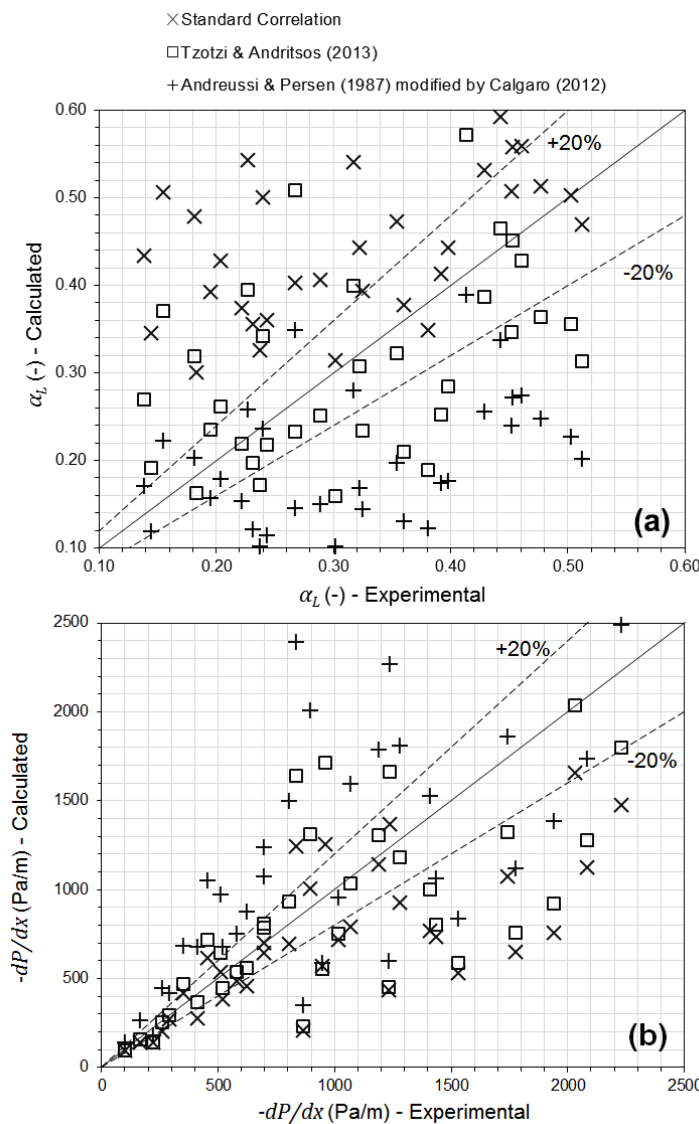 × Standard Correlation
□ Tzotzi & Andritsos (2013)
+ Andreussi & Persen (1987) modified by Calgaro (2012)
0.60
0.50
0.40
0.30
0.20
0.10
α_L (-) - Calculated
+20%
-20%
(a)
0.10 0.20 0.30 0.40 0.50 0.60
α_L (-) - Experimental
2500
2000
1500
1000
500
0
-dP/dx (Pa/m) – Calculated
+20%
-20%
(b)
0 500 1000 1500 2000 2500
-dP/dx (Pa/m) - Experimental